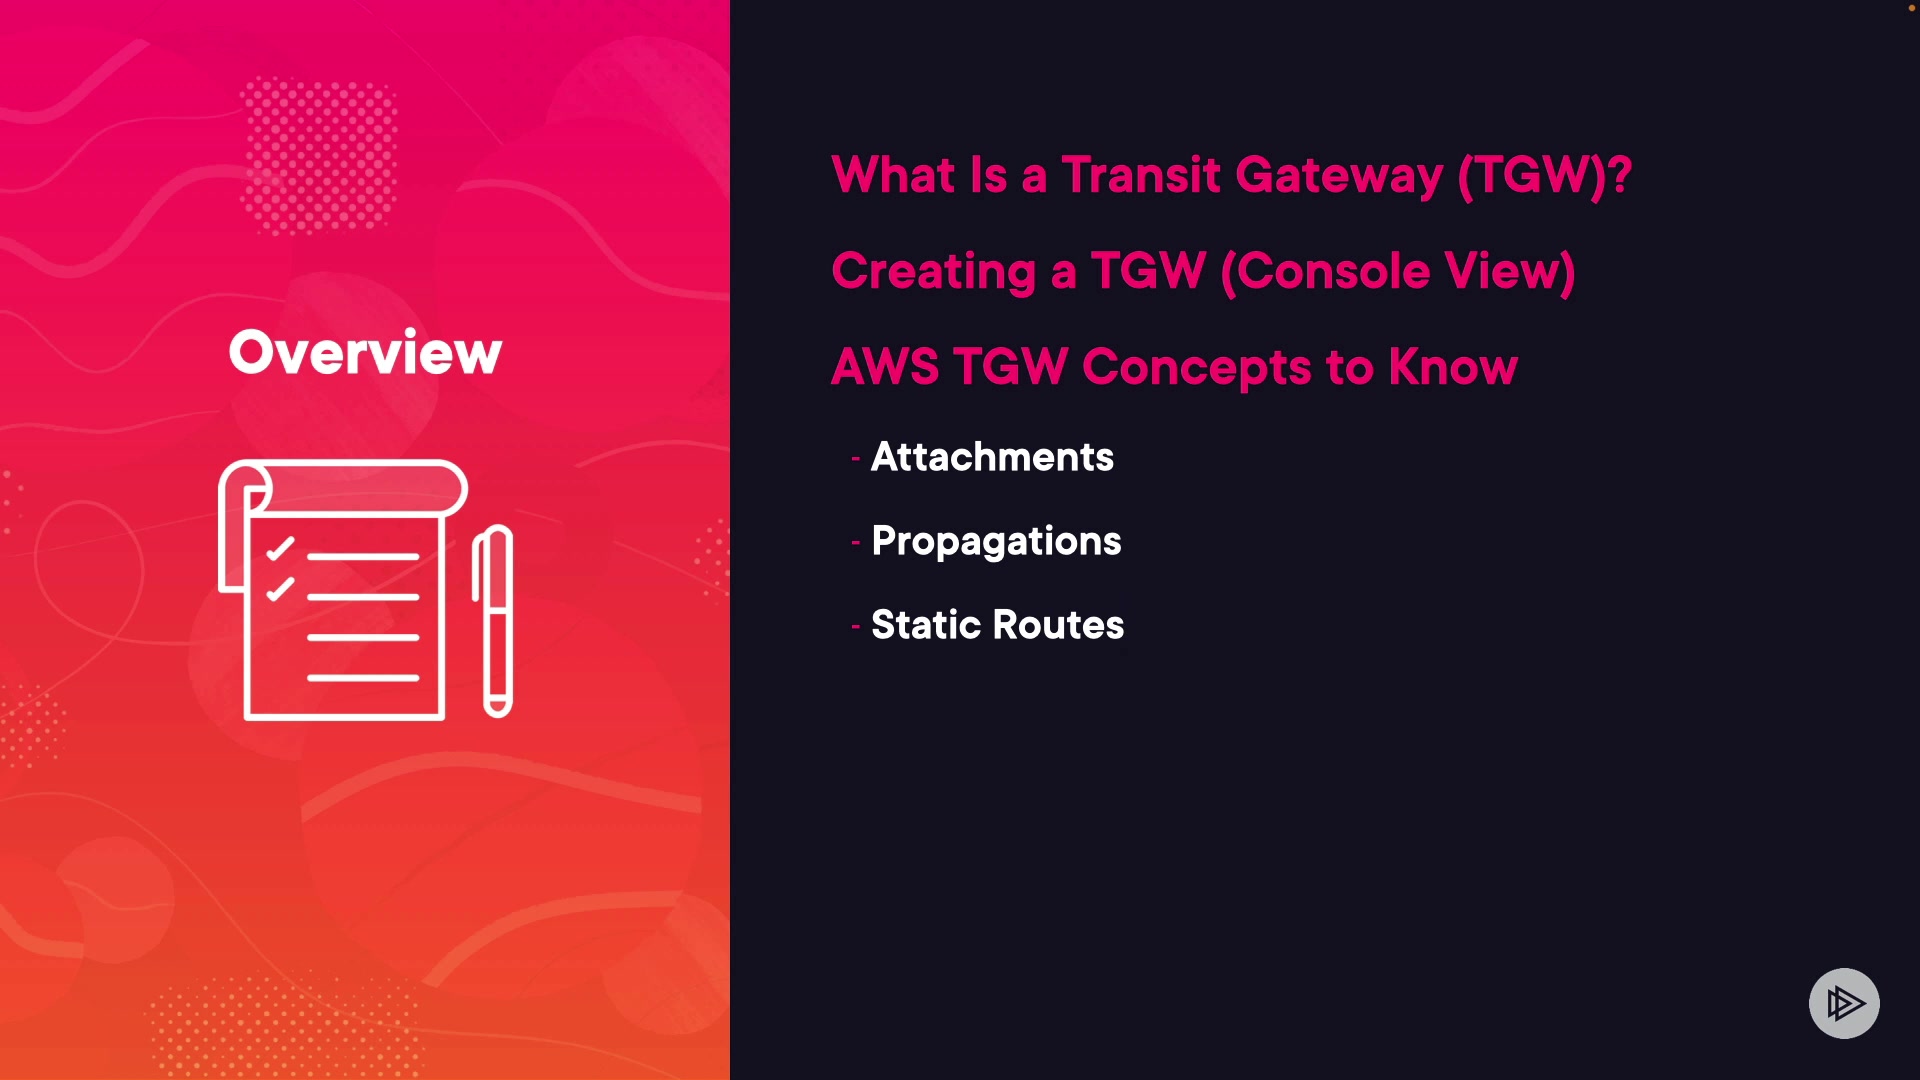 Overview
What Is a Transit Gateway (TGW)?
Creating a TGW (Console View)
AWS TGW Concepts to Know
- Attachments
- Propagations
- Static Routes